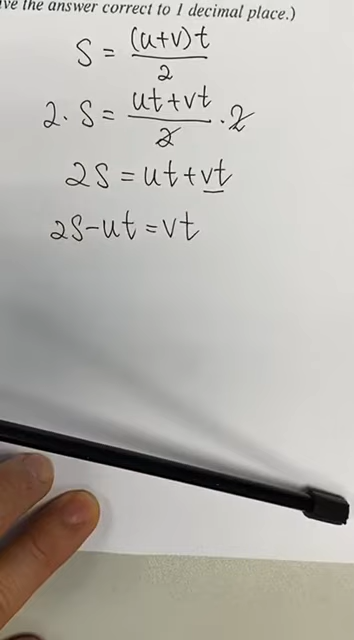 ve the answer correct to 1 decimal place.)
S = (u+v)t / 2
2. S = ut+vt / 2 · 2
2S = ut+vt
2S-ut = vt